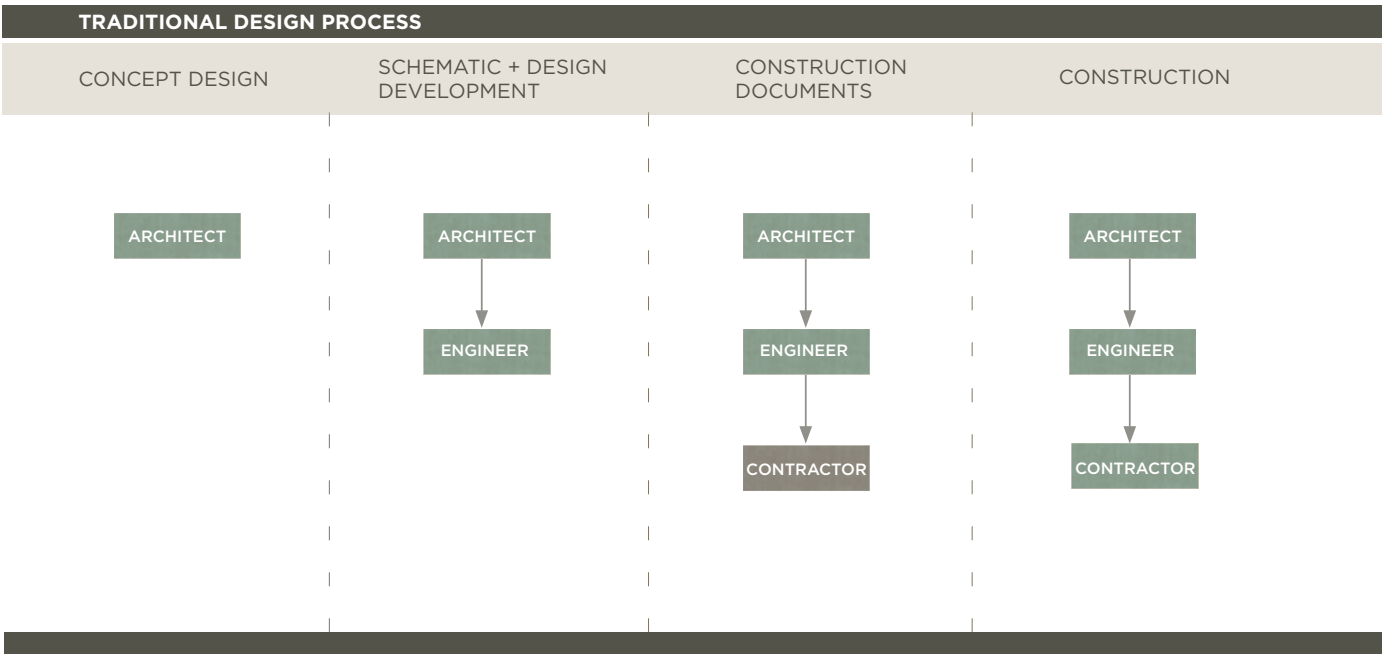 TRADITIONAL DESIGN PROCESS
CONCEPT DESIGN
SCHEMATIC + DESIGN
DEVELOPMENT
CONSTRUCTION
DOCUMENTS
CONSTRUCTION
ARCHITECT
ARCHITECT
ARCHITECT
ARCHITECT
ENGINEER
ENGINEER
ENGINEER
CONTRACTOR
CONTRACTOR